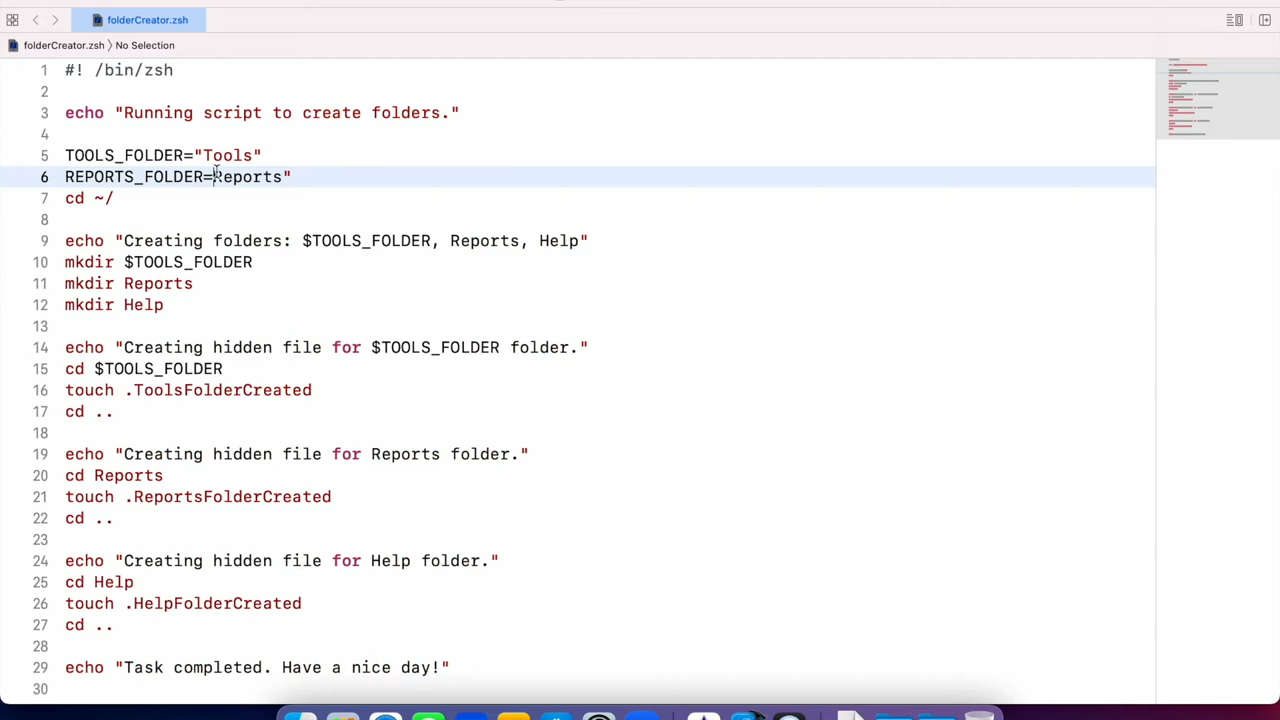 folderCreator.zsh
folderCreator.zsh 〉 No Selection
1 #! /bin/zsh
2
3 echo "Running script to create folders."
4
5 TOOLS_FOLDER="Tools"
6 REPORTS_FOLDER=Reports"
7 cd ~/
8
9 echo "Creating folders: $TOOLS_FOLDER, Reports, Help"
10 mkdir $TOOLS_FOLDER
11 mkdir Reports
12 mkdir Help
13
14 echo "Creating hidden file for $TOOLS_FOLDER folder."
15 cd $TOOLS_FOLDER
16 touch .ToolsFolderCreated
17 cd ..
18
19 echo "Creating hidden file for Reports folder."
20 cd Reports
21 touch .ReportsFolderCreated
22 cd ..
23
24 echo "Creating hidden file for Help folder."
25 cd Help
26 touch .HelpFolderCreated
27 cd ..
28
29 echo "Task completed. Have a nice day!"
30